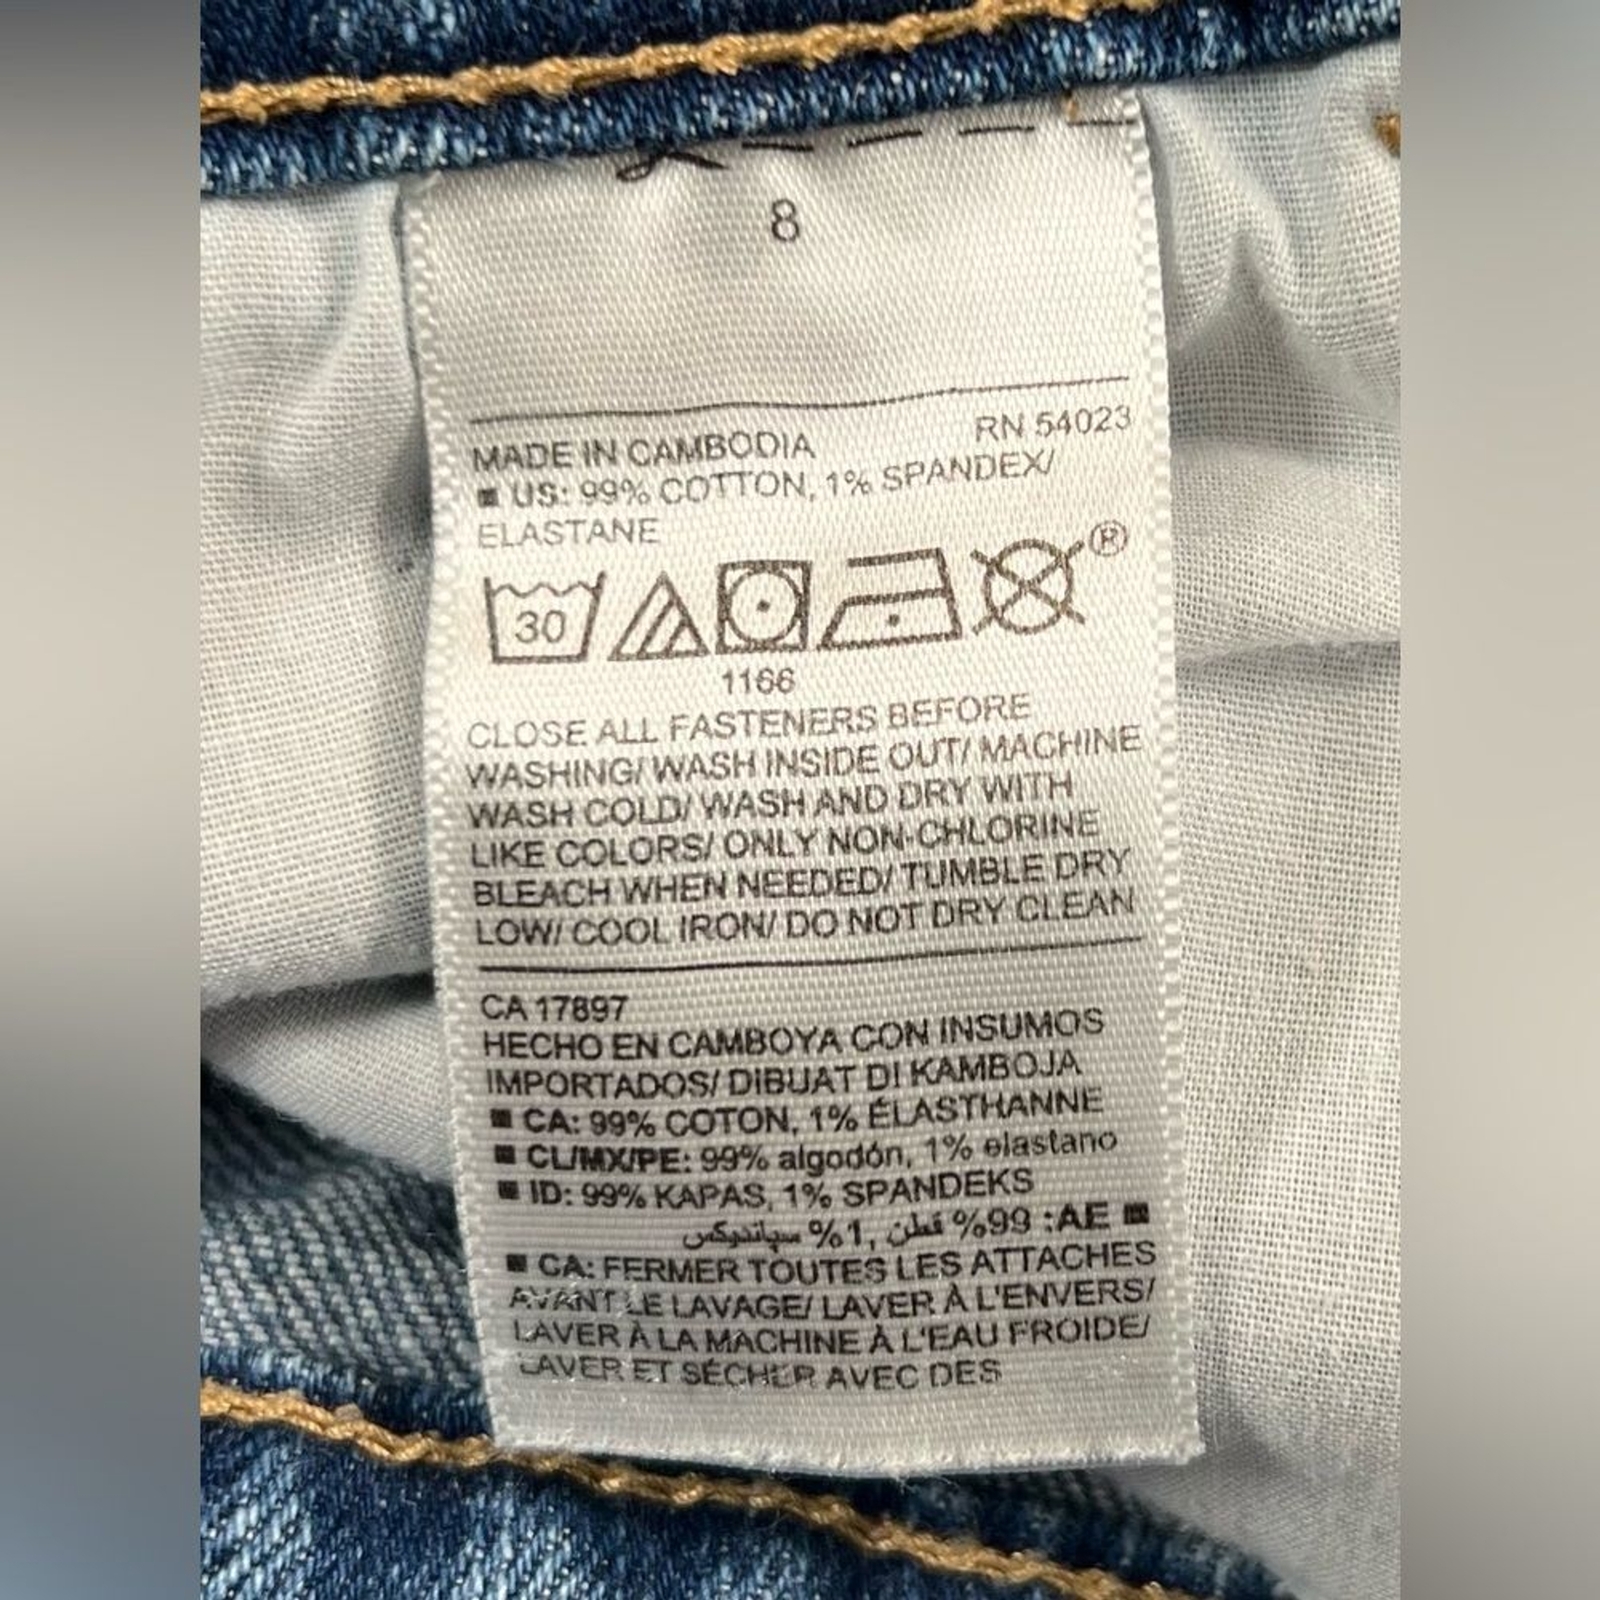 8
RN 54023
MADE IN CAMBODIA
■ US: 99% COTTON, 1% SPANDEX/
ELASTANE
®
30
1166
CLOSE ALL FASTENERS BEFORE
WASHING/ WASH INSIDE OUT/ MACHINE
WASH COLD/ WASH AND DRY WITH
LIKE COLORS/ ONLY NON-CHLORINE
BLEACH WHEN NEEDED/ TUMBLE DRY
LOW/ COOL IRON/ DO NOT DRY CLEAN
CA 17897
HECHO EN CAMBOYA CON INSUMOS
IMPORTADOS/ DIBUAT DI KAMBOJA
■ CA: 99% COTON, 1% ÉLASTHANNE
■ CL/MX/PE: 99% algodón, 1% elastano
■ ID: 99% KAPAS, 1% SPANDEKS
■ AE: 99% قطن, 1% سباندیکس
■ CA: FERMER TOUTES LES ATTACHES
AVANT LE LAVAGE/ LAVER À L'ENVERS/
LAVER À LA MACHINE À L'EAU FROIDE/
LAVER ET SÉCHER AVEC DES